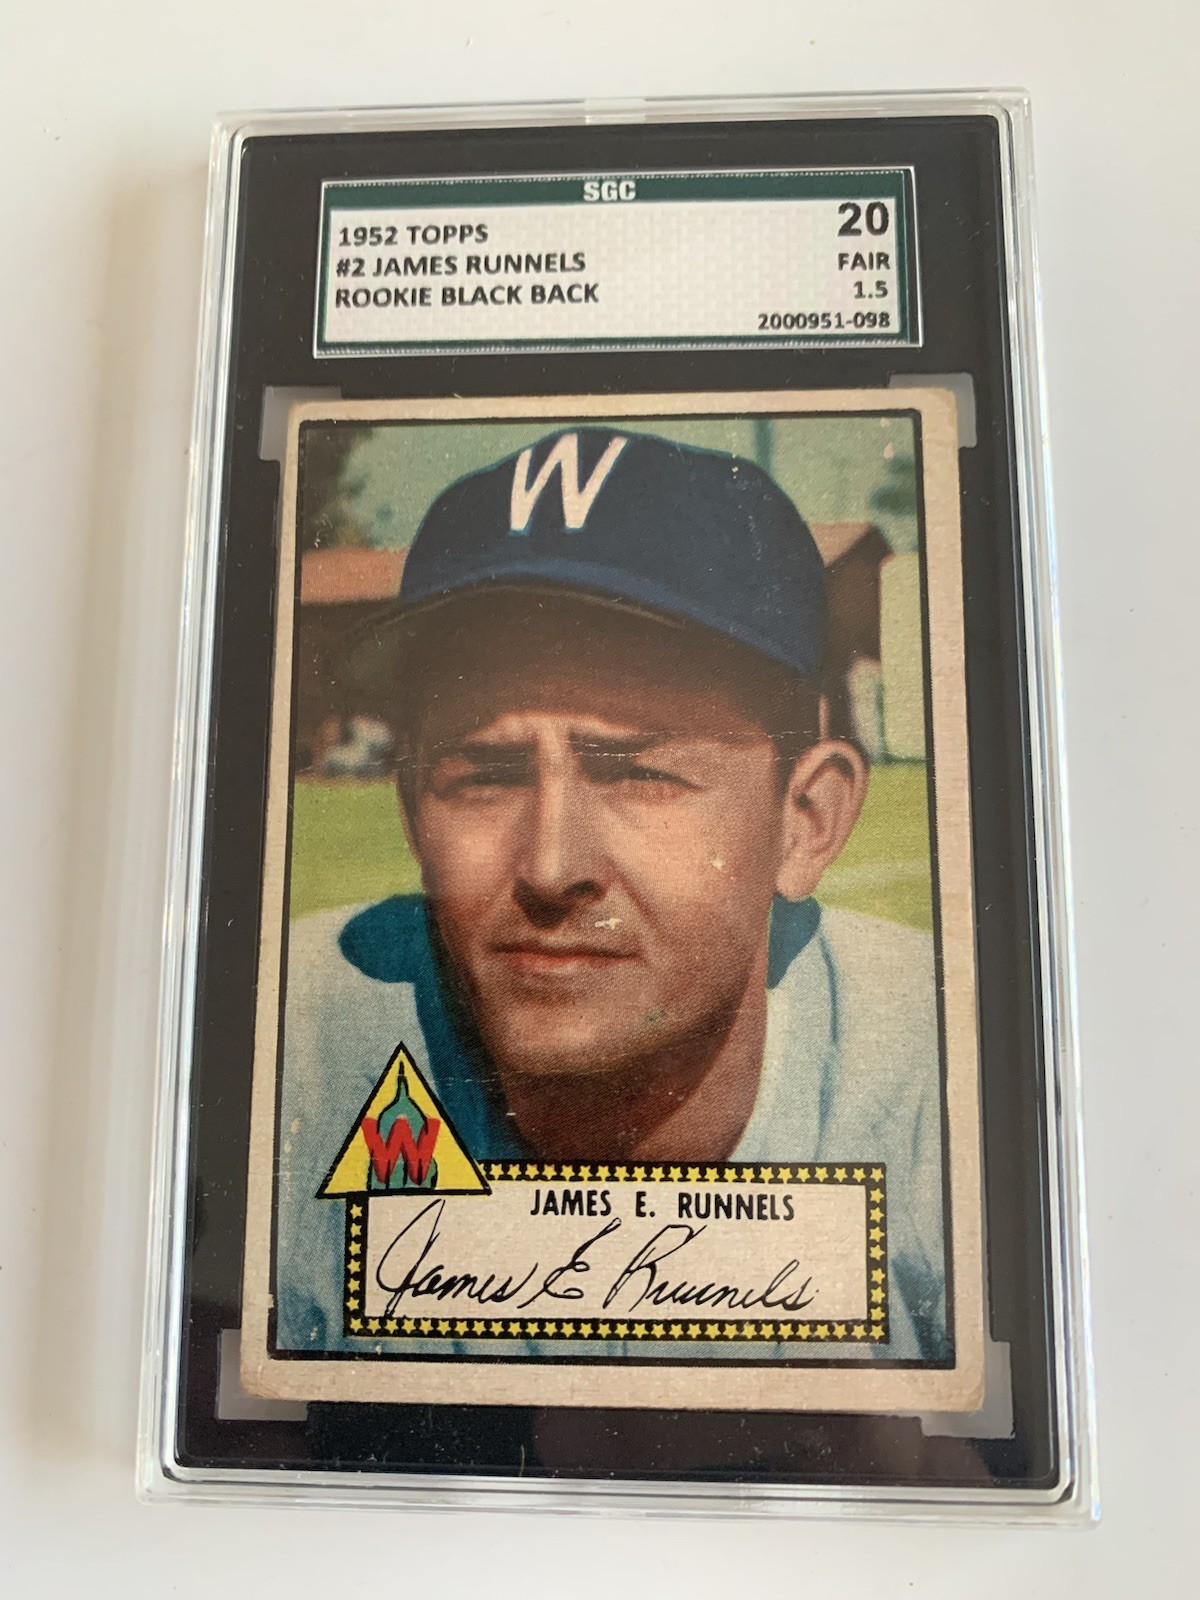 SGC
1952 TOPPS
#2 JAMES RUNNELS
ROOKIE BLACK BACK
20
FAIR
1.5
2000951-098
W
W
JAMES E. RUNNELS
James E Runnels